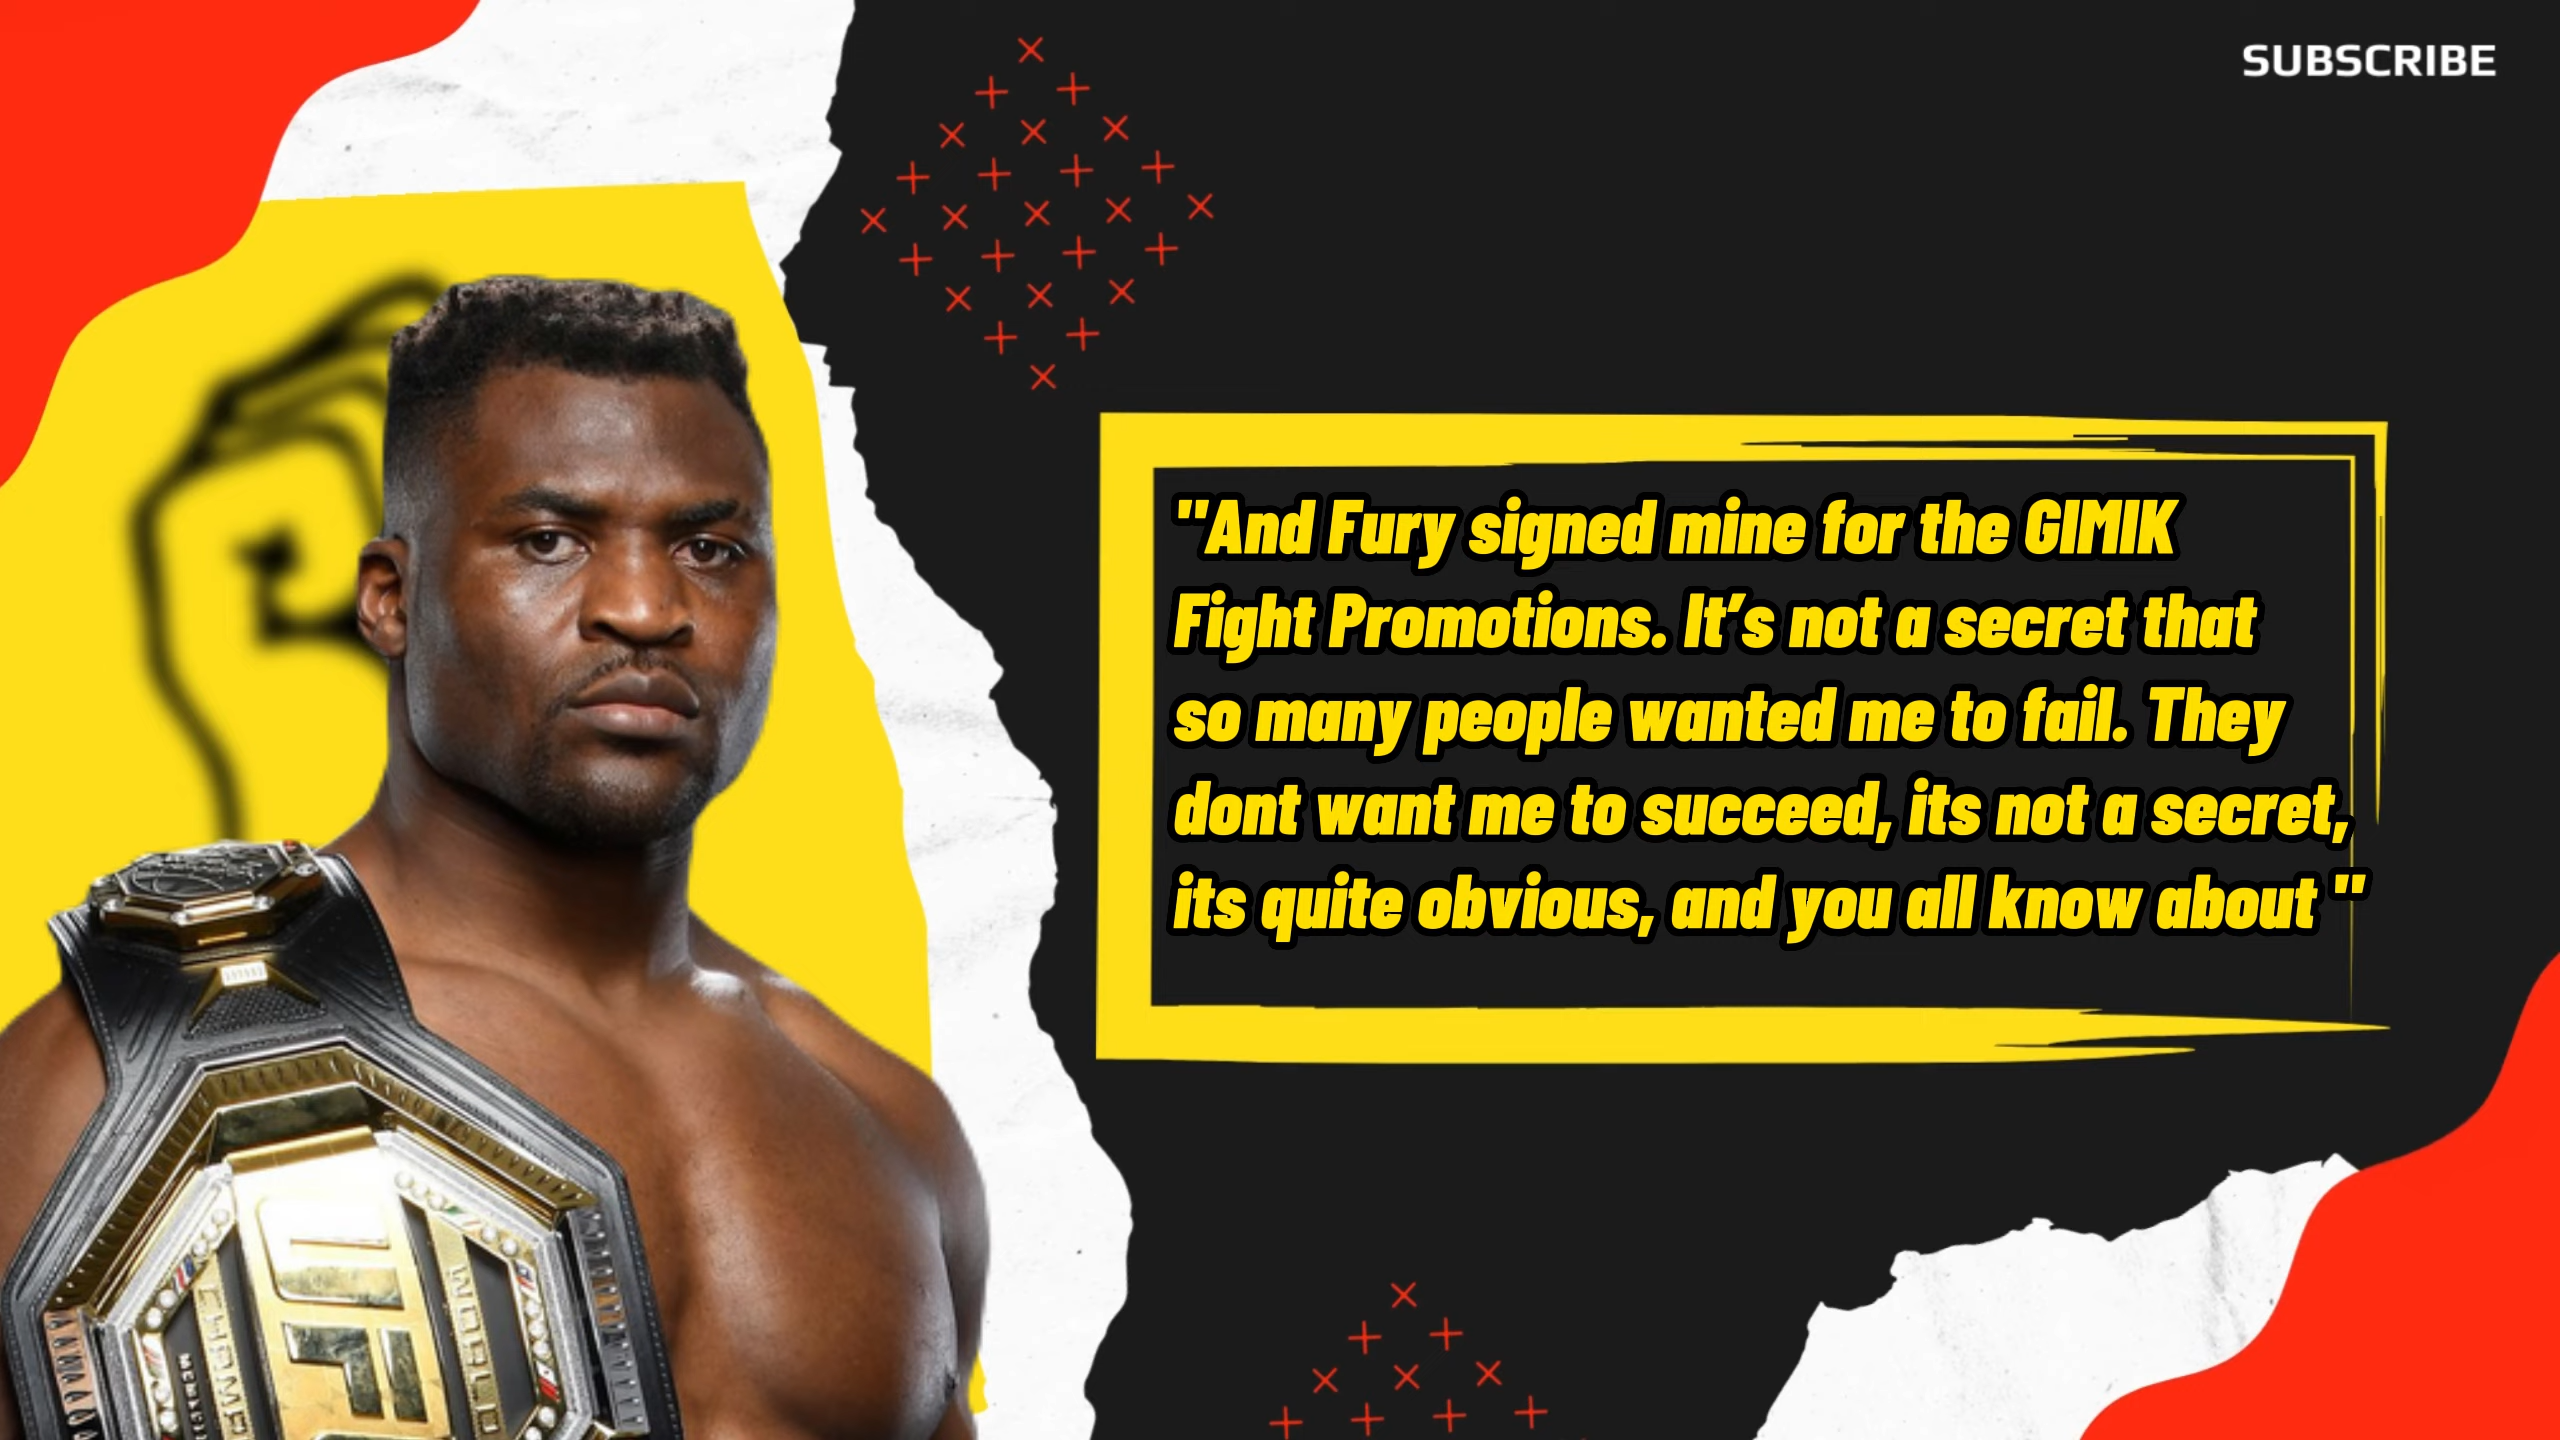 SUBSCRIBE
"And Fury signed mine for the GIMIK
Fight Promotions. It’s not a secret that
so many people wanted me to fail. They
dont want me to succeed, its not a secret,
its quite obvious, and you all know about "
UF
WORLD